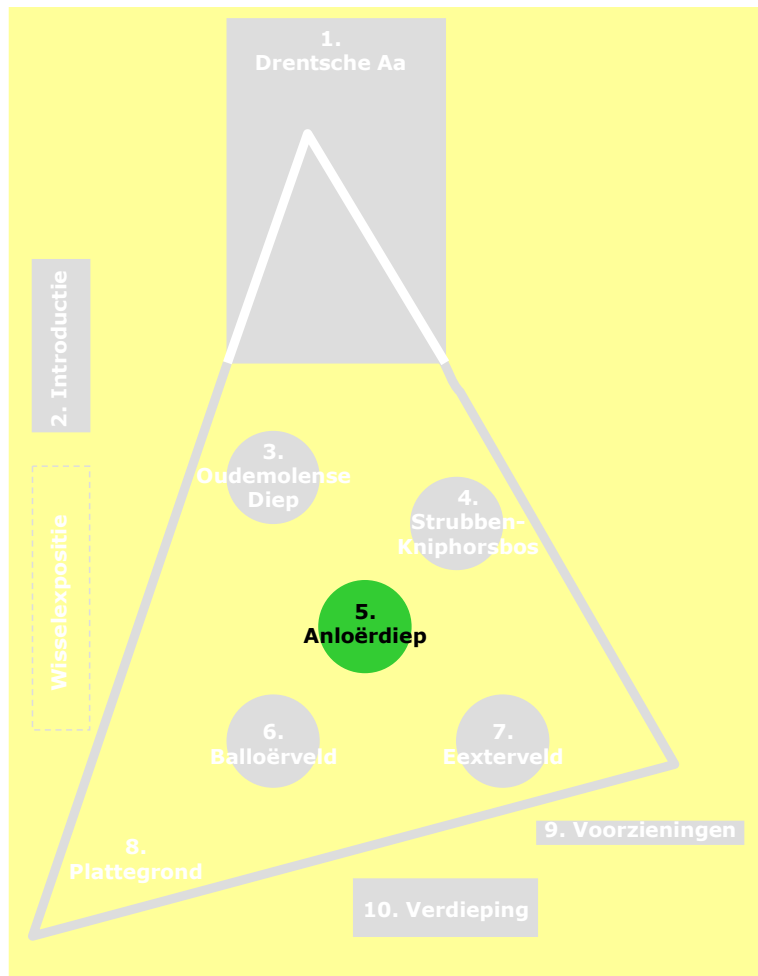 1.
Drentsche Aa
2. Introductie
3.
Oudemolense
Diep
4.
Strubben-
Kniphorsbos
Wisselexpositie
5.
Anloërdiep
6.
Balloërveld
7.
Eexterveld
8.
Plattegrond
9. Voorzieningen
10. Verdieping